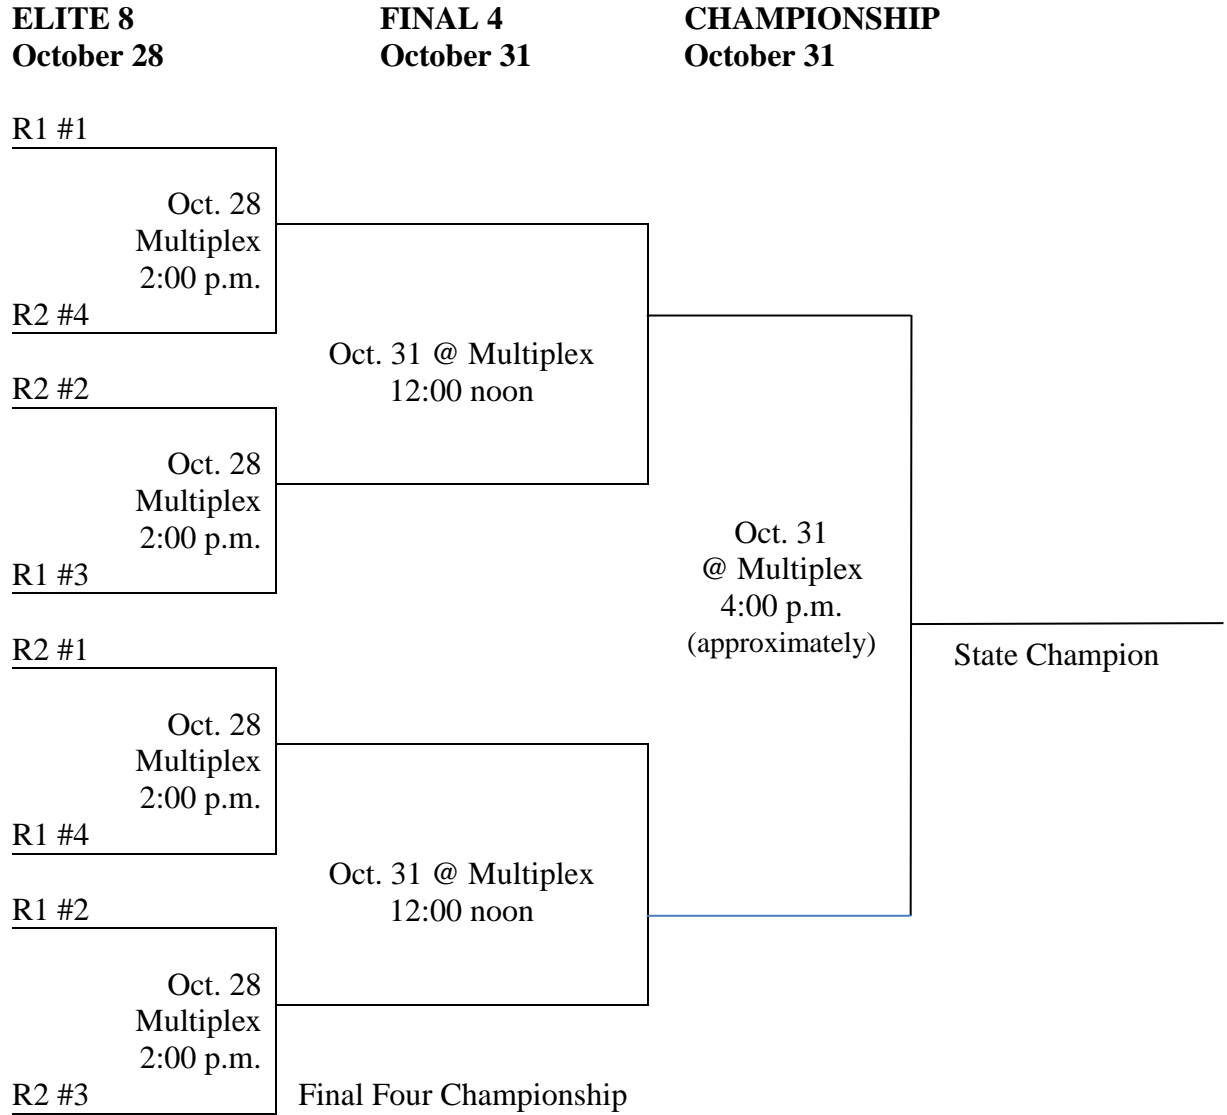 ELITE 8
October 28
FINAL 4
October 31
CHAMPIONSHIP
October 31
R1 #1
Oct. 28
Multiplex
2:00 p.m.
R2 #4
Oct. 31 @ Multiplex
12:00 noon
R2 #2
Oct. 28
Multiplex
2:00 p.m.
R1 #3
Oct. 31
@ Multiplex
4:00 p.m.
(approximately)
State Champion
R2 #1
Oct. 28
Multiplex
2:00 p.m.
R1 #4
Oct. 31 @ Multiplex
12:00 noon
R1 #2
Oct. 28
Multiplex
2:00 p.m.
R2 #3
Final Four Championship